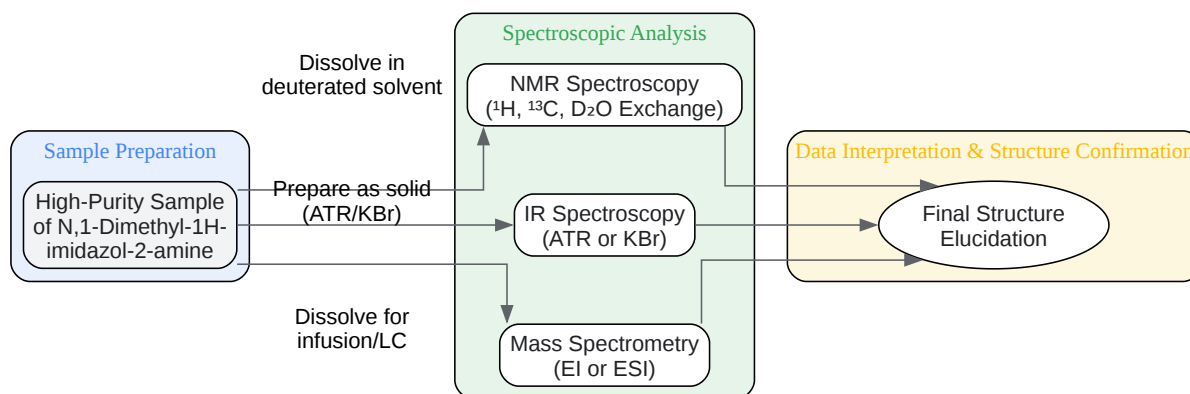 Sample Preparation
High-Purity Sample
of N,1-Dimethyl-1H-
imidazol-2-amine
Dissolve in
deuterated solvent
Prepare as solid
(ATR/KBr)
Dissolve for
infusion/LC
Spectroscopic Analysis
NMR Spectroscopy
(¹H, ¹³C, D₂O Exchange)
IR Spectroscopy
(ATR or KBr)
Mass Spectrometry
(EI or ESI)
Data Interpretation & Structure Confirmation
Final Structure
Elucidation